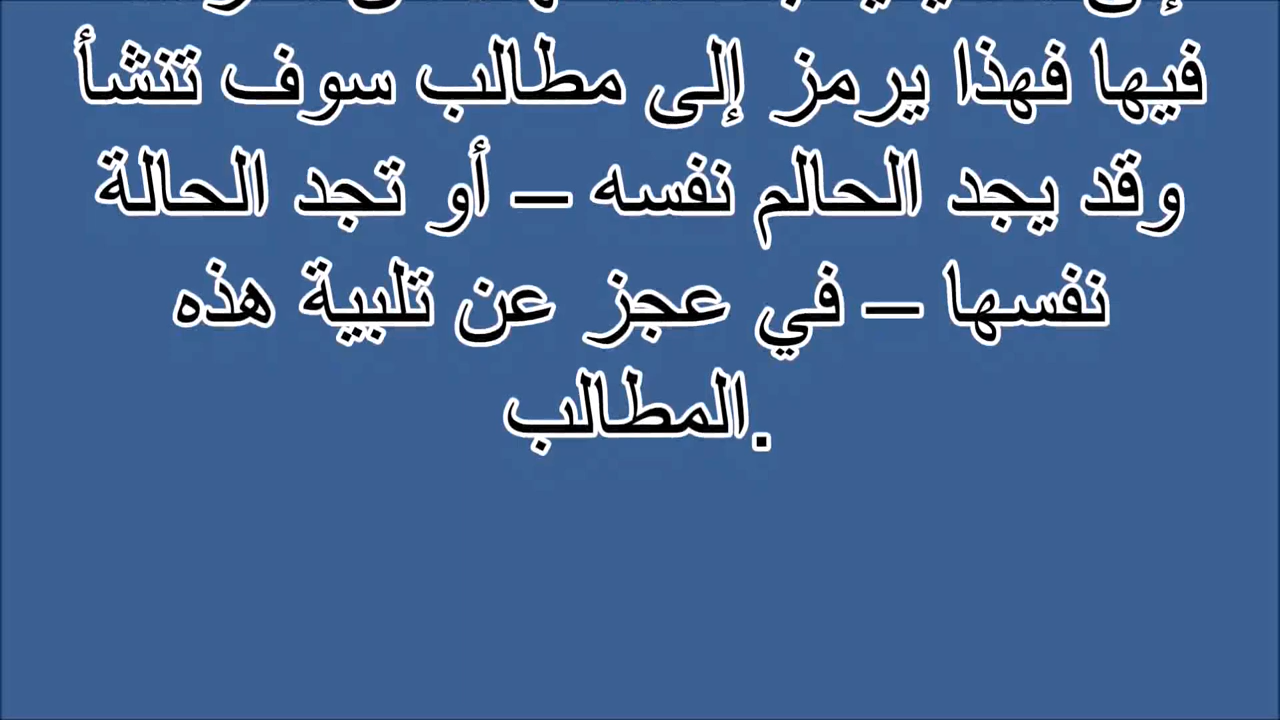 فيها فهذا يرمز إلى مطالب سوف تنشأ
وقد يجد الحالم نفسه – أو تجد الحالة
نفسها – في عجز عن تلبية هذه
المطالب.